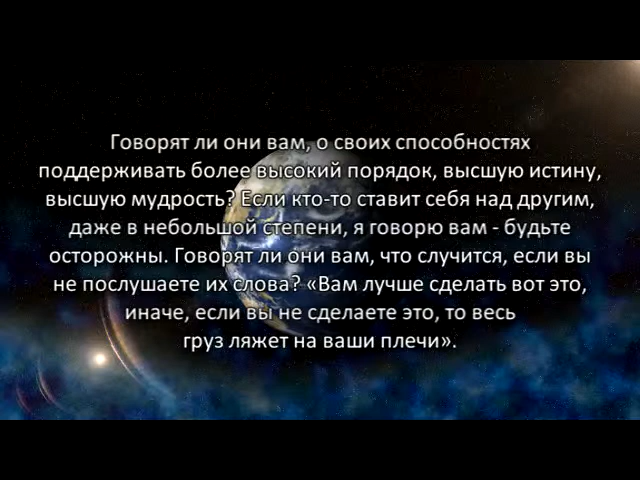 Говорят ли они вам, о своих способностях
поддерживать более высокий порядок, высшую истину,
высшую мудрость? Если кто-то ставит себя над другим,
даже в небольшой степени, я говорю вам - будьте
осторожны. Говорят ли они вам, что случится, если вы
не послушаете их слова? «Вам лучше сделать вот это,
иначе, если вы не сделаете это, то весь
груз ляжет на ваши плечи».